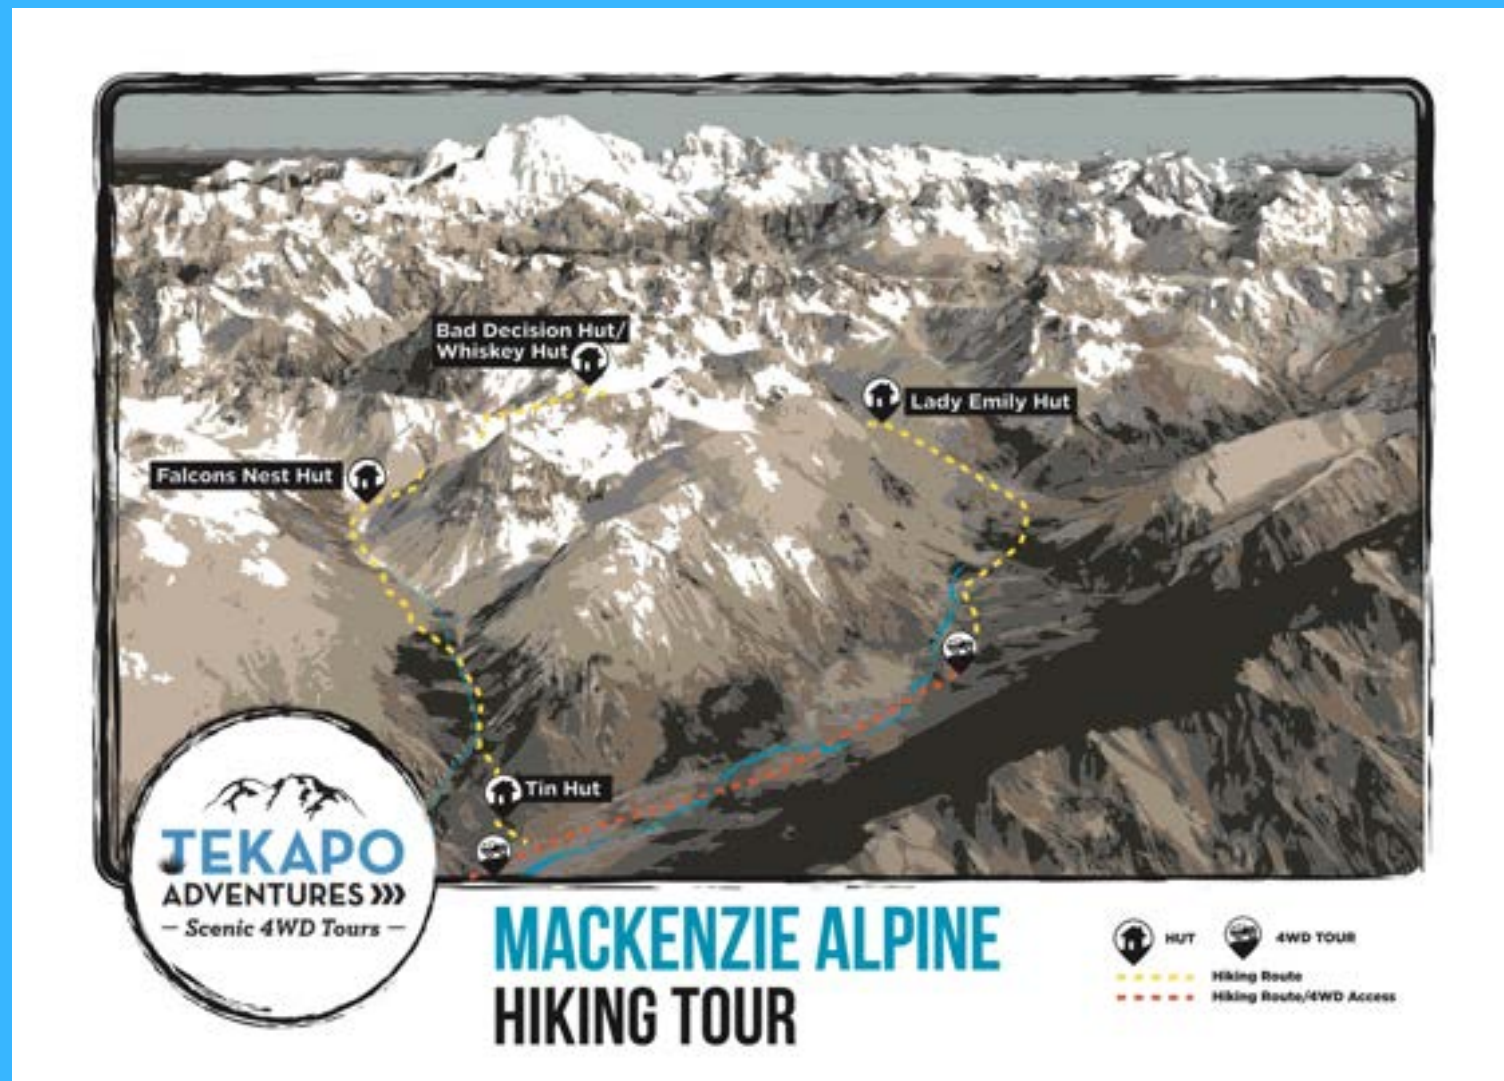 Bad Decision Hut/
Whiskey Hut
Lady Emily Hut
Falcons Nest Hut
Tin Hut
TEKAPO
ADVENTURES >>>
– Scenic 4WD Tours –
MACKENZIE ALPINE
HIKING TOUR
HUT
4WD TOUR
Hiking Route
Hiking Route/4WD Access